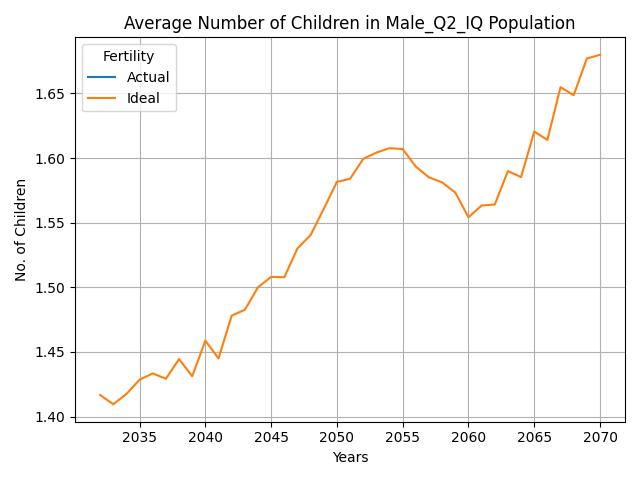 Average Number of Children in Male_Q2_IQ Population
Fertility
Actual
Ideal
No. of Children
1.65
1.60
1.55
1.50
1.45
1.40
2035 2040 2045 2050 2055 2060 2065 2070
Years